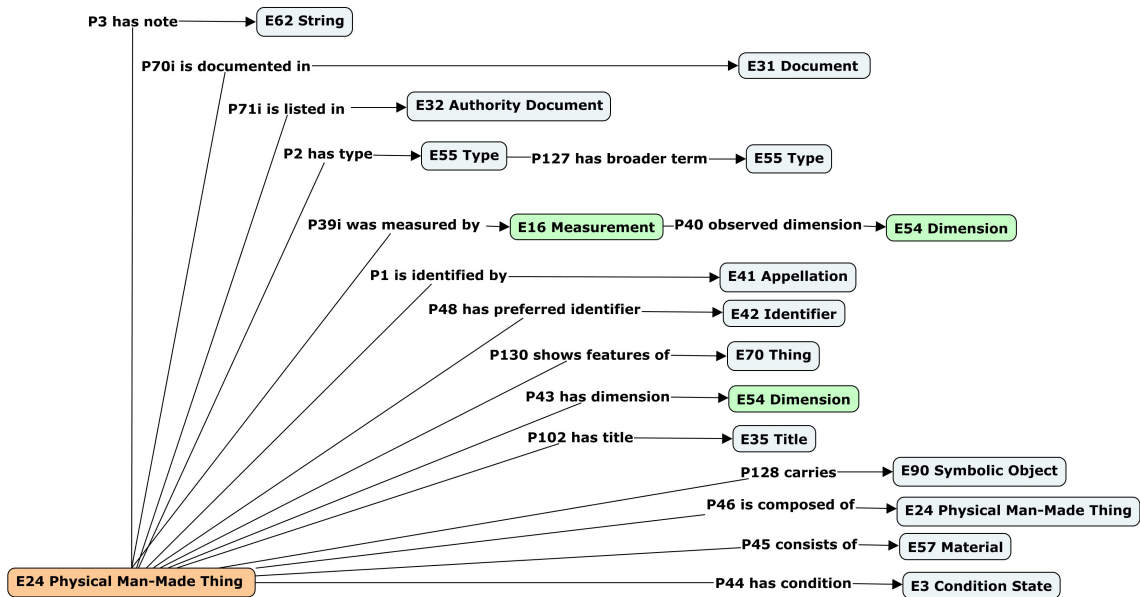 P3 has note E62 String
P70i is documented in E31 Document
P71i is listed in E32 Authority Document
P2 has type E55 Type P127 has broader term E55 Type
P39i was measured by E16 Measurement P40 observed dimension E54 Dimension
P1 is identified by E41 Appellation
P48 has preferred identifier E42 Identifier
P130 shows features of E70 Thing
P43 has dimension E54 Dimension
P102 has title E35 Title
P128 carries E90 Symbolic Object
P46 is composed of E24 Physical Man-Made Thing
P45 consists of E57 Material
E24 Physical Man-Made Thing P44 has condition E3 Condition State